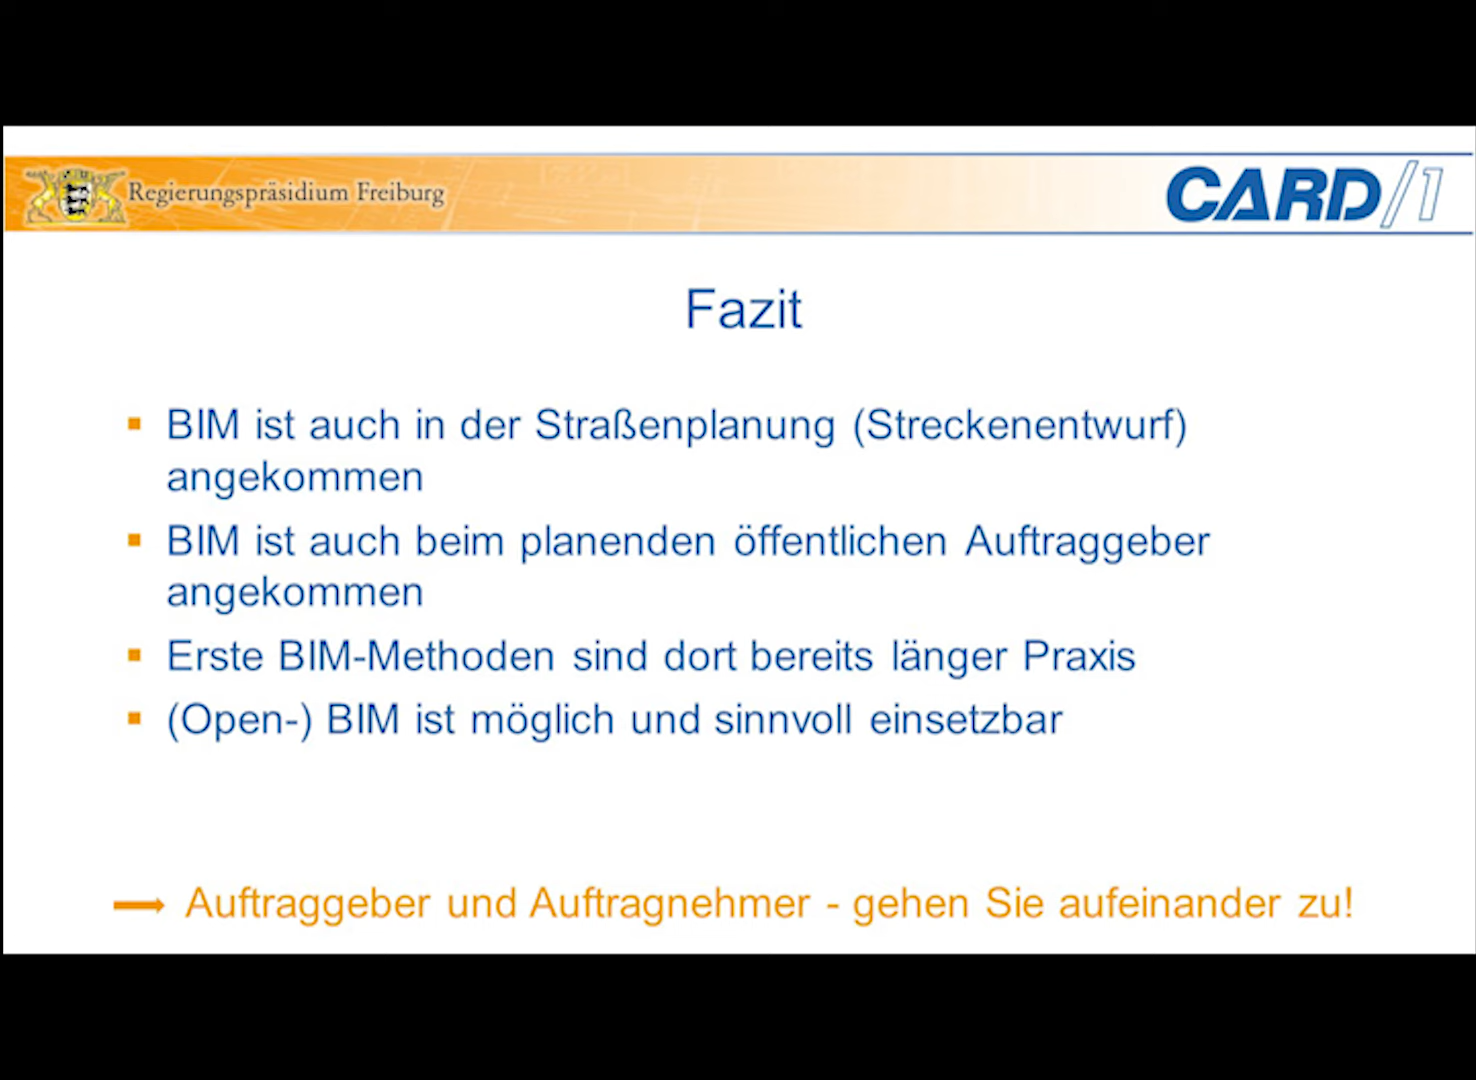 Regierungspräsidium Freiburg
CARD/1
Fazit
BIM ist auch in der Straßenplanung (Streckenentwurf)
angekommen
BIM ist auch beim planenden öffentlichen Auftraggeber
angekommen
Erste BIM-Methoden sind dort bereits länger Praxis
(Open-) BIM ist möglich und sinnvoll einsetzbar
Auftraggeber und Auftragnehmer - gehen Sie aufeinander zu!